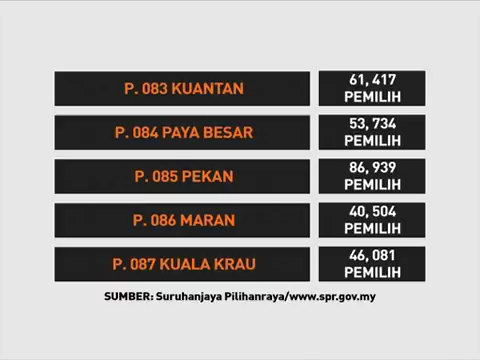 P. 083 KUANTAN
61, 417
PEMILIH
P. 084 PAYA BESAR
53, 734
PEMILIH
P. 085 PEKAN
86, 939
PEMILIH
P. 086 MARAN
40, 504
PEMILIH
P. 087 KUALA KRAU
46, 081
PEMILIH
SUMBER: Suruhanjaya Pilihanraya/www.spr.gov.my